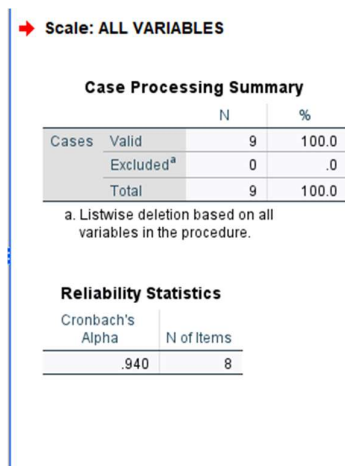 Scale: ALL VARIABLES
Case Processing Summary
N %
Cases Valid 9 100.0
Excludedᵃ 0 .0
Total 9 100.0
a. Listwise deletion based on all
variables in the procedure.
Reliability Statistics
Cronbach's
Alpha N of Items
.940 8